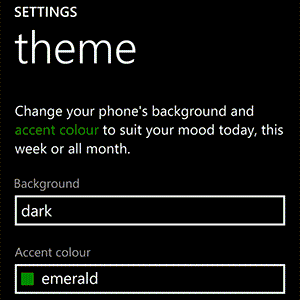 SETTINGS
theme
Change your phone's background and
accent colour to suit your mood today, this
week or all month.
Background
dark
Accent colour
emerald